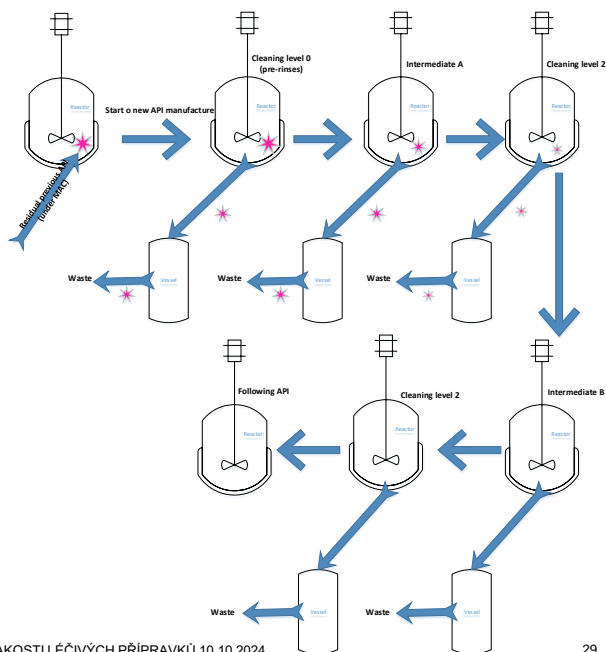 Cleaning level 0
(pre-rinses)
Intermediate A
Cleaning level 2
Reactor
Start o new API manufacture
Reactor
Reactor
Reactor
Residual previous API
(under MAC)
Waste
Vessel
Waste
Vessel
Waste
Vessel
Following API
Cleaning level 2
Intermediate B
Reactor
Reactor
Reactor
Waste
Vessel
Waste
Vessel
AKOSTU LÉČIVÝCH PŘÍPRAVKŮ 10.10.2024
29